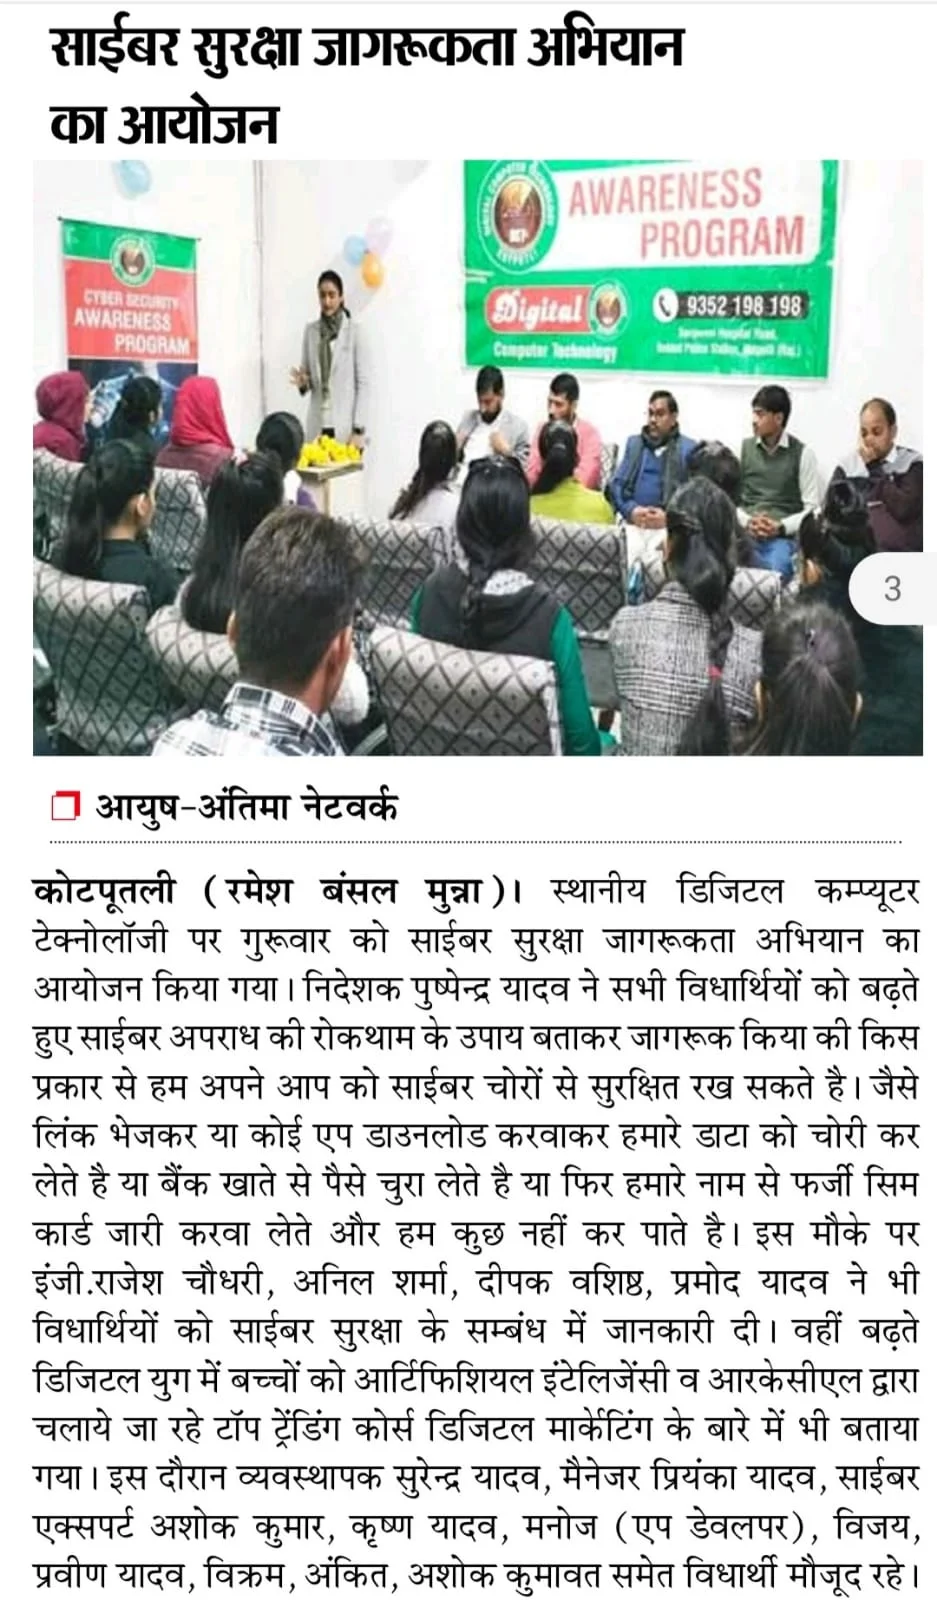 साईबर सुरक्षा जागरूकता अभियान
का आयोजन
CYBER SECURITY
AWARENESS
PROGRAM
AWARENESS
PROGRAM
Digital
Computer Technology
9352 198 198
3
आयुष-अंतिमा नेटवर्क
कोटपूतली (रमेश बंसल मुन्ना)। स्थानीय डिजिटल कम्प्यूटर
टेक्नोलॉजी पर गुरूवार को साईबर सुरक्षा जागरूकता अभियान का
आयोजन किया गया। निदेशक पुष्पेन्द्र यादव ने सभी विधार्थियों को बढ़ते
हुए साईबर अपराध की रोकथाम के उपाय बताकर जागरूक किया की किस
प्रकार से हम अपने आप को साईबर चोरों से सुरक्षित रख सकते है। जैसे
लिंक भेजकर या कोई एप डाउनलोड करवाकर हमारे डाटा को चोरी कर
लेते है या बैंक खाते से पैसे चुरा लेते है या फिर हमारे नाम से फर्जी सिम
कार्ड जारी करवा लेते और हम कुछ नहीं कर पाते है। इस मौके पर
इंजी.राजेश चौधरी, अनिल शर्मा, दीपक वशिष्ठ, प्रमोद यादव ने भी
विधार्थियों को साईबर सुरक्षा के सम्बंध में जानकारी दी। वहीं बढ़ते
डिजिटल युग में बच्चों को आर्टिफिशियल इंटेलिजेंसी व आरकेसीएल द्वारा
चलाये जा रहे टॉप ट्रेंडिंग कोर्स डिजिटल मार्केटिंग के बारे में भी बताया
गया। इस दौरान व्यवस्थापक सुरेन्द्र यादव, मैनेजर प्रियंका यादव, साईबर
एक्सपर्ट अशोक कुमार, कृष्ण यादव, मनोज (एप डेवलपर), विजय,
प्रवीण यादव, विक्रम, अंकित, अशोक कुमावत समेत विधार्थी मौजूद रहे।